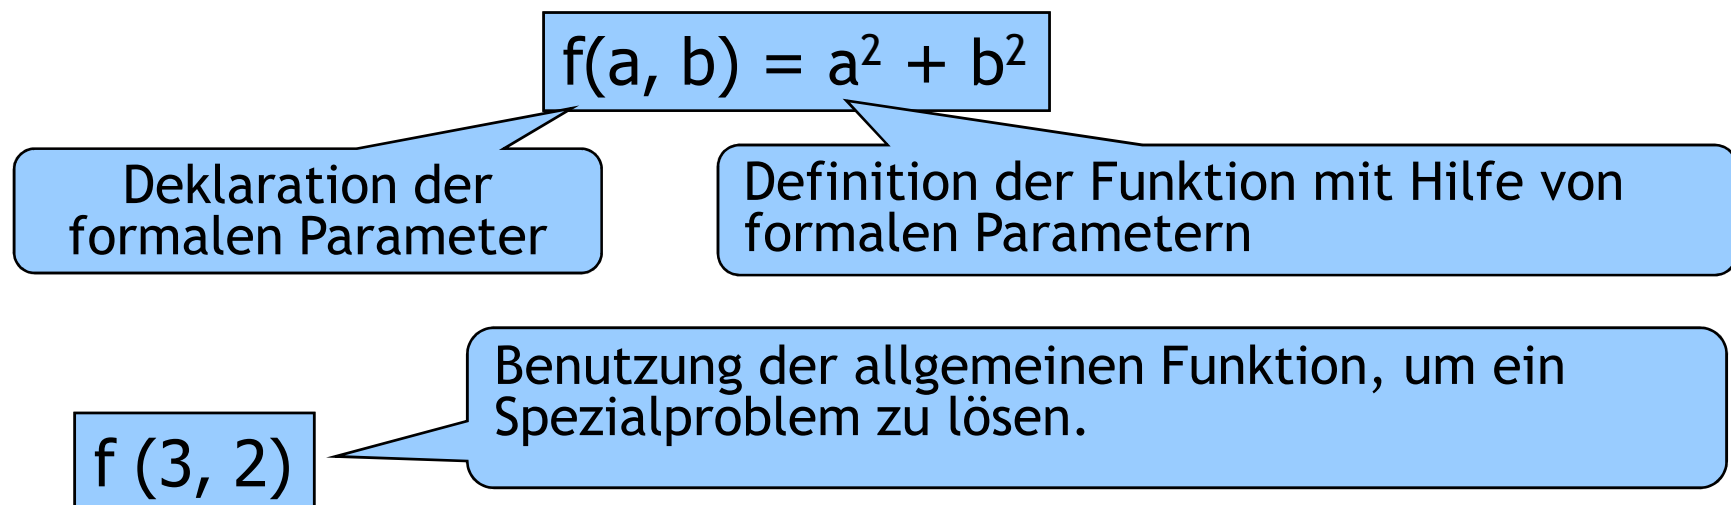 f(a, b) = a² + b²
Deklaration der
formalen Parameter
Definition der Funktion mit Hilfe von
formalen Parametern
Benutzung der allgemeinen Funktion, um ein
Spezialproblem zu lösen.
f (3, 2)